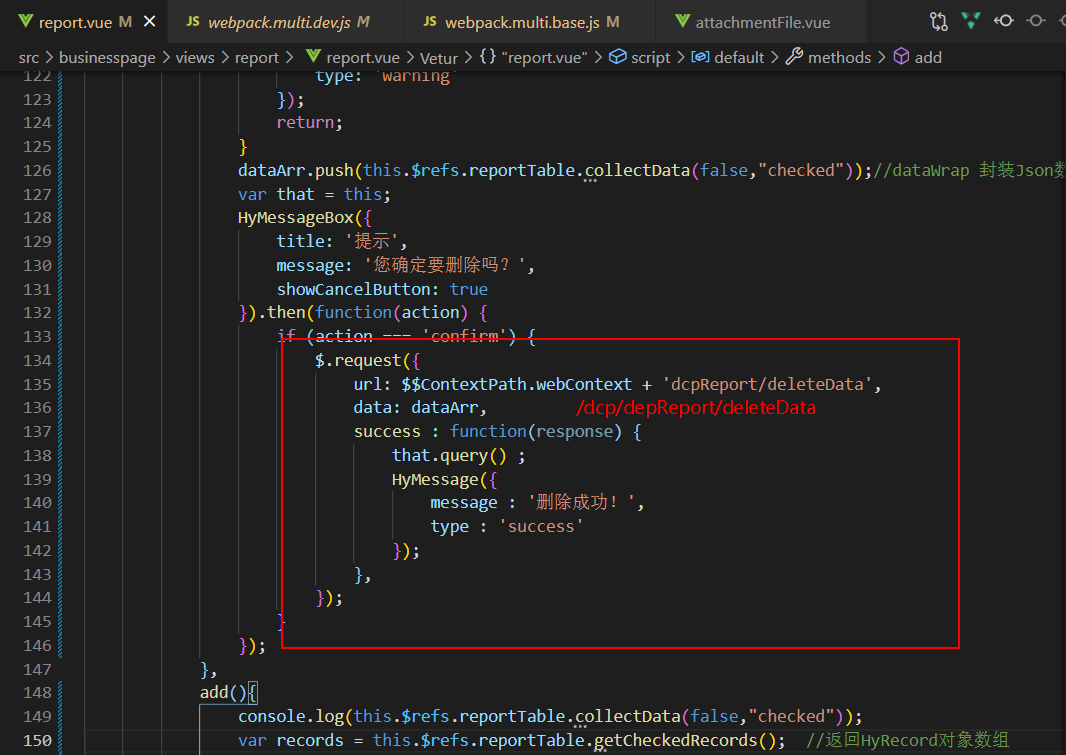 report.vue M × JS webpack.multi.dev.js M JS webpack.multi.base.js M attachmentFile.vue
src > businesspage > views > report > report.vue > Vetur > {} "report.vue" > script > default > methods > add
122 type: 'warning'
123 });
124 return;
125 }
126 dataArr.push(this.$refs.reportTable.collectData(false,"checked"));//dataWrap 封装Json数
127 var that = this;
128 HyMessageBox({
129 title: '提示',
130 message: '您确定要删除吗？',
131 showCancelButton: true
132 }).then(function(action) {
133 if (action === 'confirm') {
134 $.request({
135 url: $$ContextPath.webContext + 'dcpReport/deleteData',
136 data: dataArr, /dcp/depReport/deleteData
137 success : function(response) {
138 that.query() ;
139 HyMessage({
140 message : '删除成功！',
141 type : 'success'
142 });
143 },
144 });
145 }
146 });
147 },
148 add(){
149 console.log(this.$refs.reportTable.collectData(false,"checked"));
150 var records = this.$refs.reportTable.getCheckedRecords(); //返回HyRecord对象数组